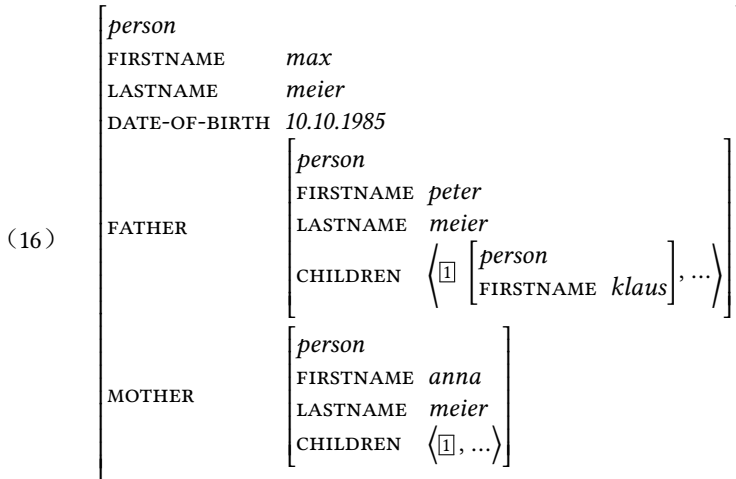 person
FIRSTNAME max
LASTNAME meier
DATE-OF-BIRTH 10.10.1985
(16) FATHER [person
FIRSTNAME peter
LASTNAME meier
CHILDREN ⟨[1] [person
FIRSTNAME klaus], …⟩]
MOTHER [person
FIRSTNAME anna
LASTNAME meier
CHILDREN ⟨[1], …⟩]